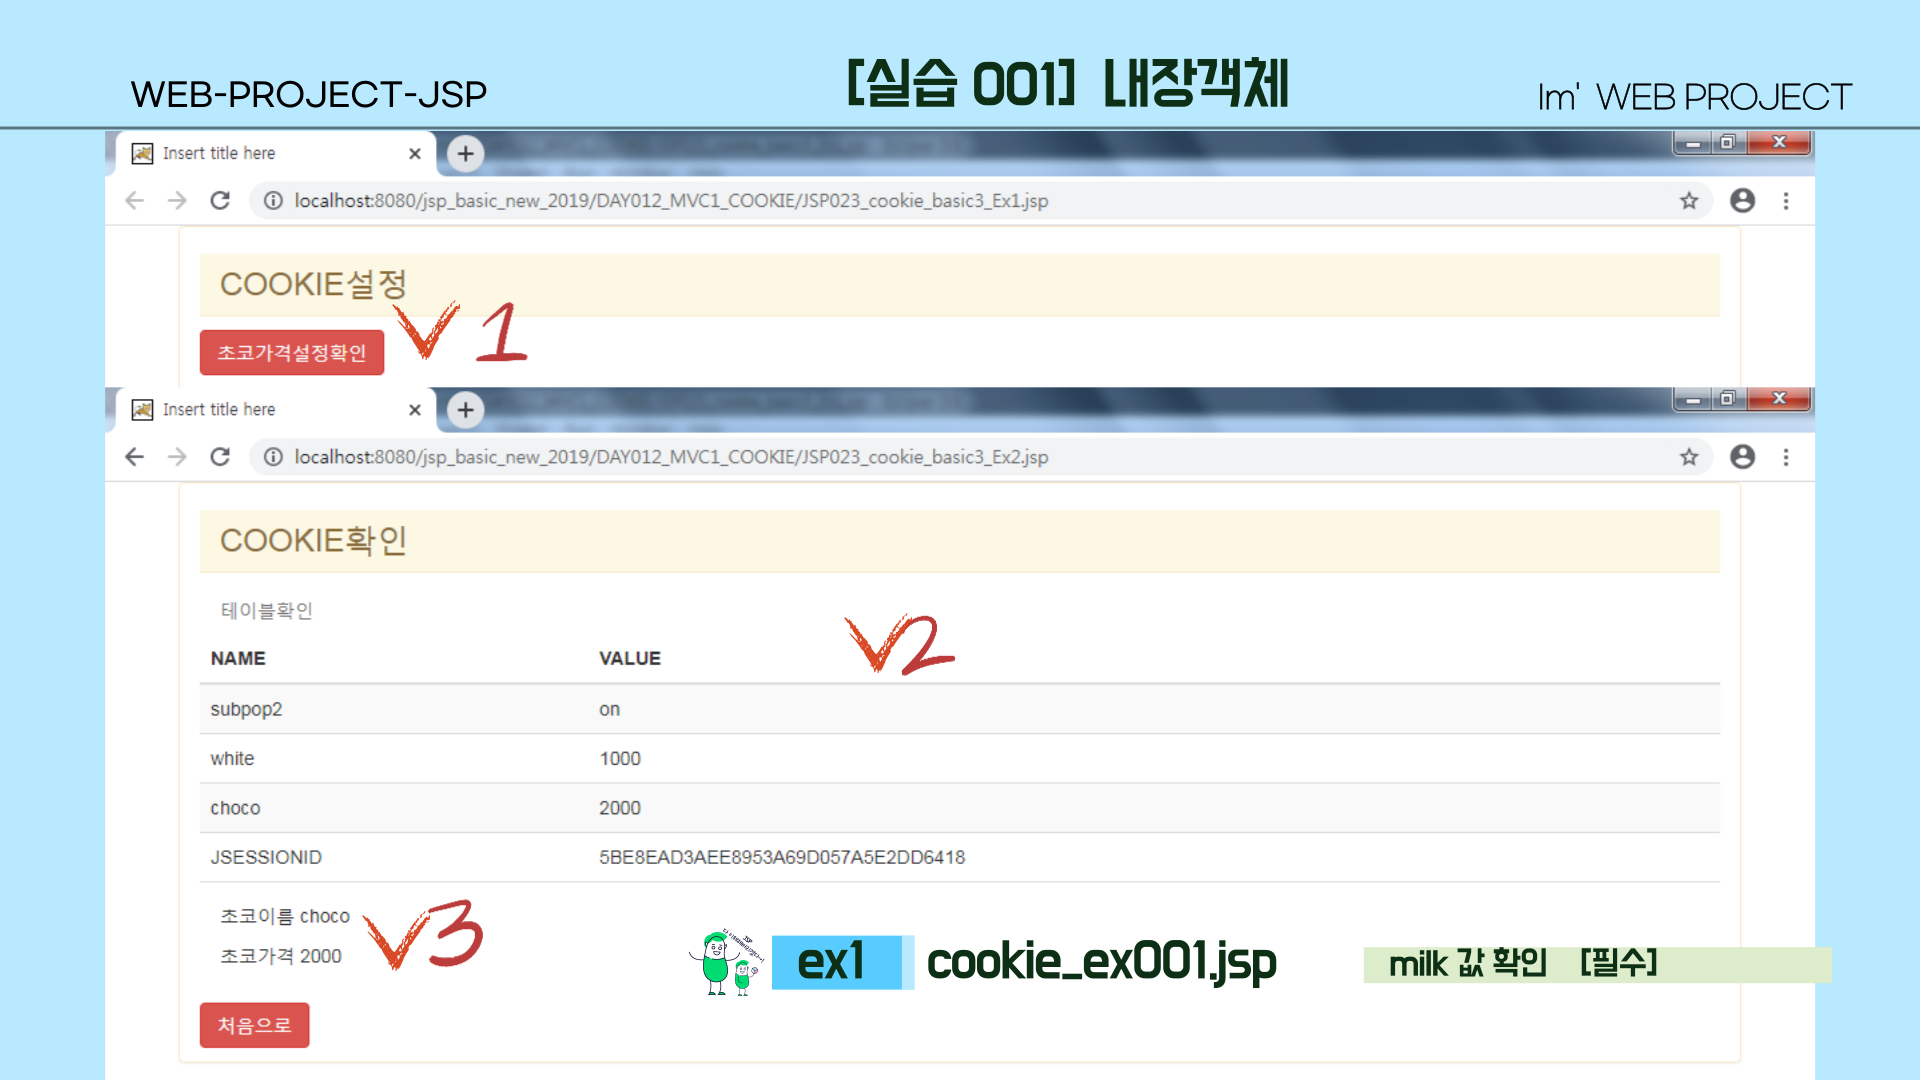 WEB-PROJECT-JSP
[실습 001] 내장객체
Im' WEB PROJECT
Insert title here
localhost:8080/jsp_basic_new_2019/DAY012_MVC1_COOKIE/JSP023_cookie_basic3_Ex1.jsp
COOKIE설정
초코가격설정확인
V 1
Insert title here
localhost:8080/jsp_basic_new_2019/DAY012_MVC1_COOKIE/JSP023_cookie_basic3_Ex2.jsp
COOKIE확인
테이블확인
V2
NAME VALUE
subpop2 on
white 1000
choco 2000
JSESSIONID 5BE8EAD3AEE8953A69D057A5E2DD6418
초코이름 choco
초코가격 2000
V3
ex1 cookie_ex001.jsp
milk 값 확인 [필수]
처음으로